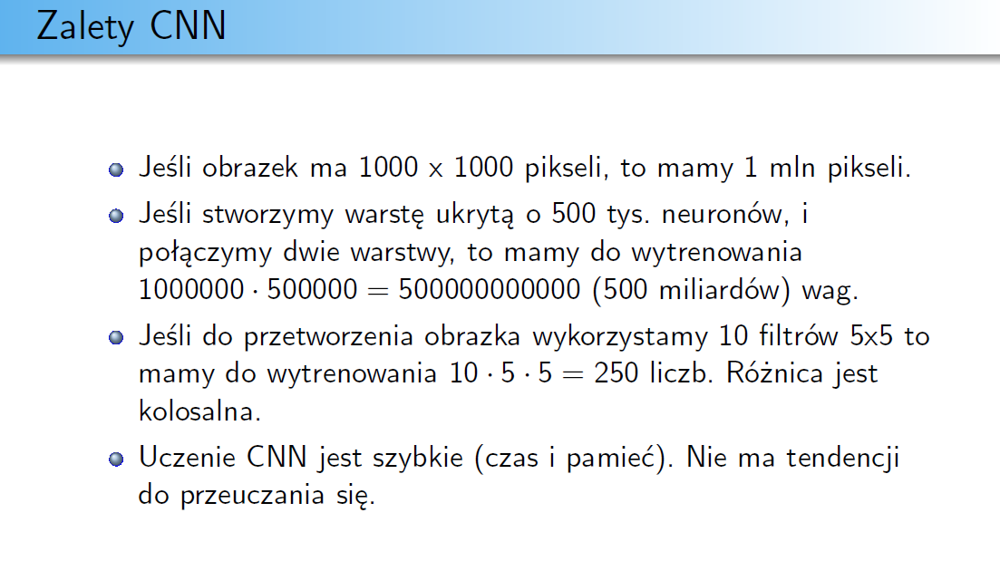 Zalety CNN
Jeśli obrazek ma 1000 x 1000 pikseli, to mamy 1 mln pikseli.
Jeśli stworzymy warstę ukrytą o 500 tys. neuronów, i
połączymy dwie warstwy, to mamy do wytrenowania
1000000 · 500000 = 500000000000 (500 miliardów) wag.
Jeśli do przetworzenia obrazka wykorzystamy 10 filtrów 5x5 to
mamy do wytrenowania 10 · 5 · 5 = 250 liczb. Różnica jest
kolosalna.
Uczenie CNN jest szybkie (czas i pamieć). Nie ma tendencji
do przeuczania się.